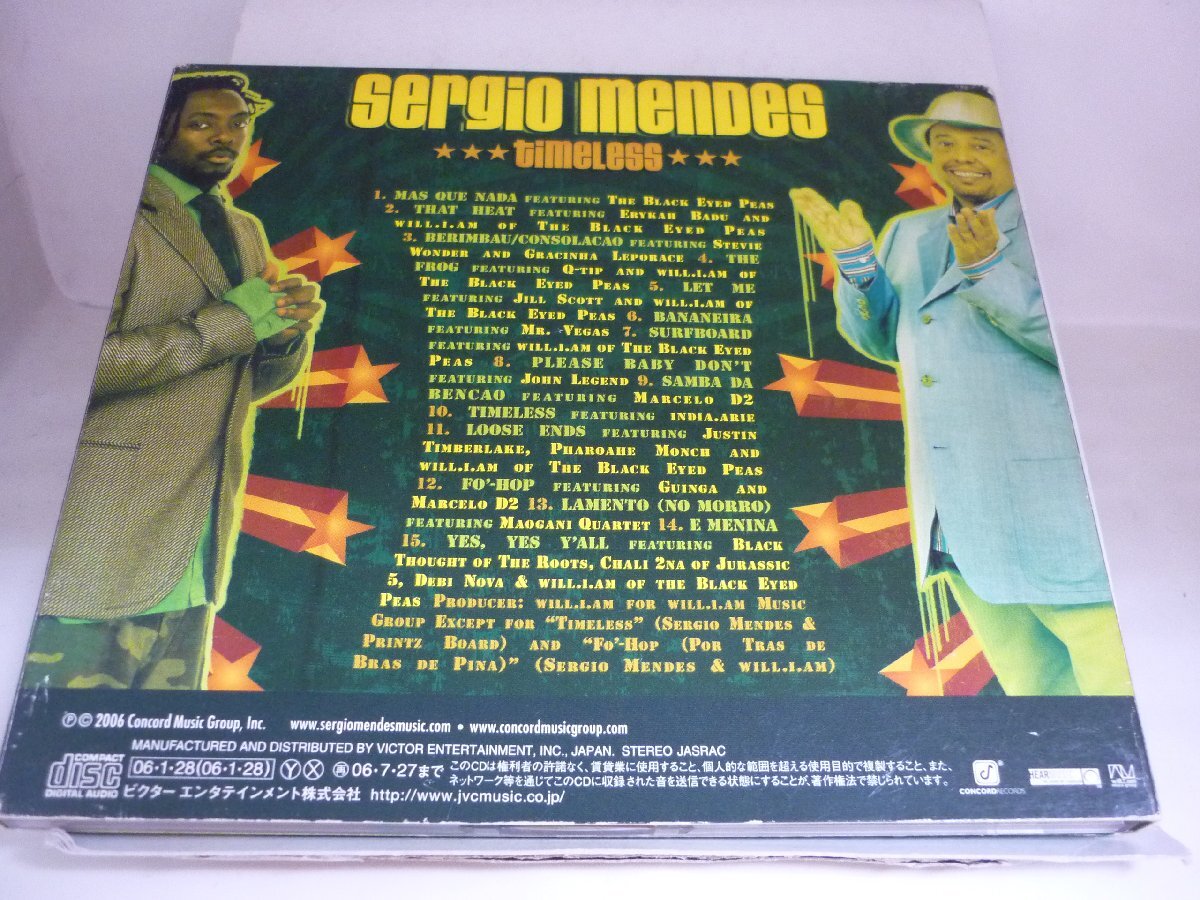 sergio mendes
timeless
1. MAS QUE NADA FEATURING THE BLACK EYED PEAS
2. THAT HEAT FEATURING ERYKAH BADU AND
WILL.I.AM OF THE BLACK EYED PEAS
3. BERIMBAU/CONSOLACAO FEATURING STEVIE
WONDER AND GRACINHA LEPORACE 4. THE
FROG FEATURING Q-TIP AND WILL.I.AM OF
THE BLACK EYED PEAS 5. LET ME
FEATURING JILL SCOTT AND WILL.I.AM OF
THE BLACK EYED PEAS 6. BANANEIRA
FEATURING MR. VEGAS 7. SURFBOARD
FEATURING WILL.I.AM OF THE BLACK EYED
PEAS 8. PLEASE BABY DON'T
FEATURING JOHN LEGEND 9. SAMBA DA
BENCAO FEATURING MARCELO D2
10. TIMELESS FEATURING INDIA.ARIE
11. LOOSE ENDS FEATURING JUSTIN
TIMBERLAKE, PHAROAHE MONCH AND
WILL.I.AM OF THE BLACK EYED PEAS
12. FO'-HOP FEATURING GUINGA AND
MARCELO D2 13. LAMENTO (NO MORRO)
FEATURING MAOGANI QUARTET 14. E MENINA
15. YES, YES Y'ALL FEATURING BLACK
THOUGHT OF THE ROOTS, CHALI 2NA OF JURASSIC
5, DEBI NOVA & WILL.I.AM OF THE BLACK EYED
PEAS PRODUCER: WILL.I.AM FOR WILL.I.AM MUSIC
GROUP EXCEPT FOR "TIMELESS" (SERGIO MENDES &
PRINTZ BOARD) AND "FO'-HOP (POR TRAS DE
BRAS DE PINA)" (SERGIO MENDES & WILL.I.AM)
℗© 2006 Concord Music Group, Inc. www.sergiomendesmusic.com • www.concordmusicgroup.com
MANUFACTURED AND DISTRIBUTED BY VICTOR ENTERTAINMENT, INC., JAPAN. STEREO JASRAC
COMPACT disc DIGITAL AUDIO
06・1・28(06・1・28) Y X 再 06・7・27まで
このCDは権利者の許諾なく、賃貸業に使用すること、個人的な範囲を超える使用目的で複製すること、また、
ネットワーク等を通じてこのCDに収録された音を送信できる状態にすることが、著作権法で禁じられています。
ビクター エンタテインメント株式会社 http://www.jvcmusic.co.jp/
CONCORD RECORDS
HEAR